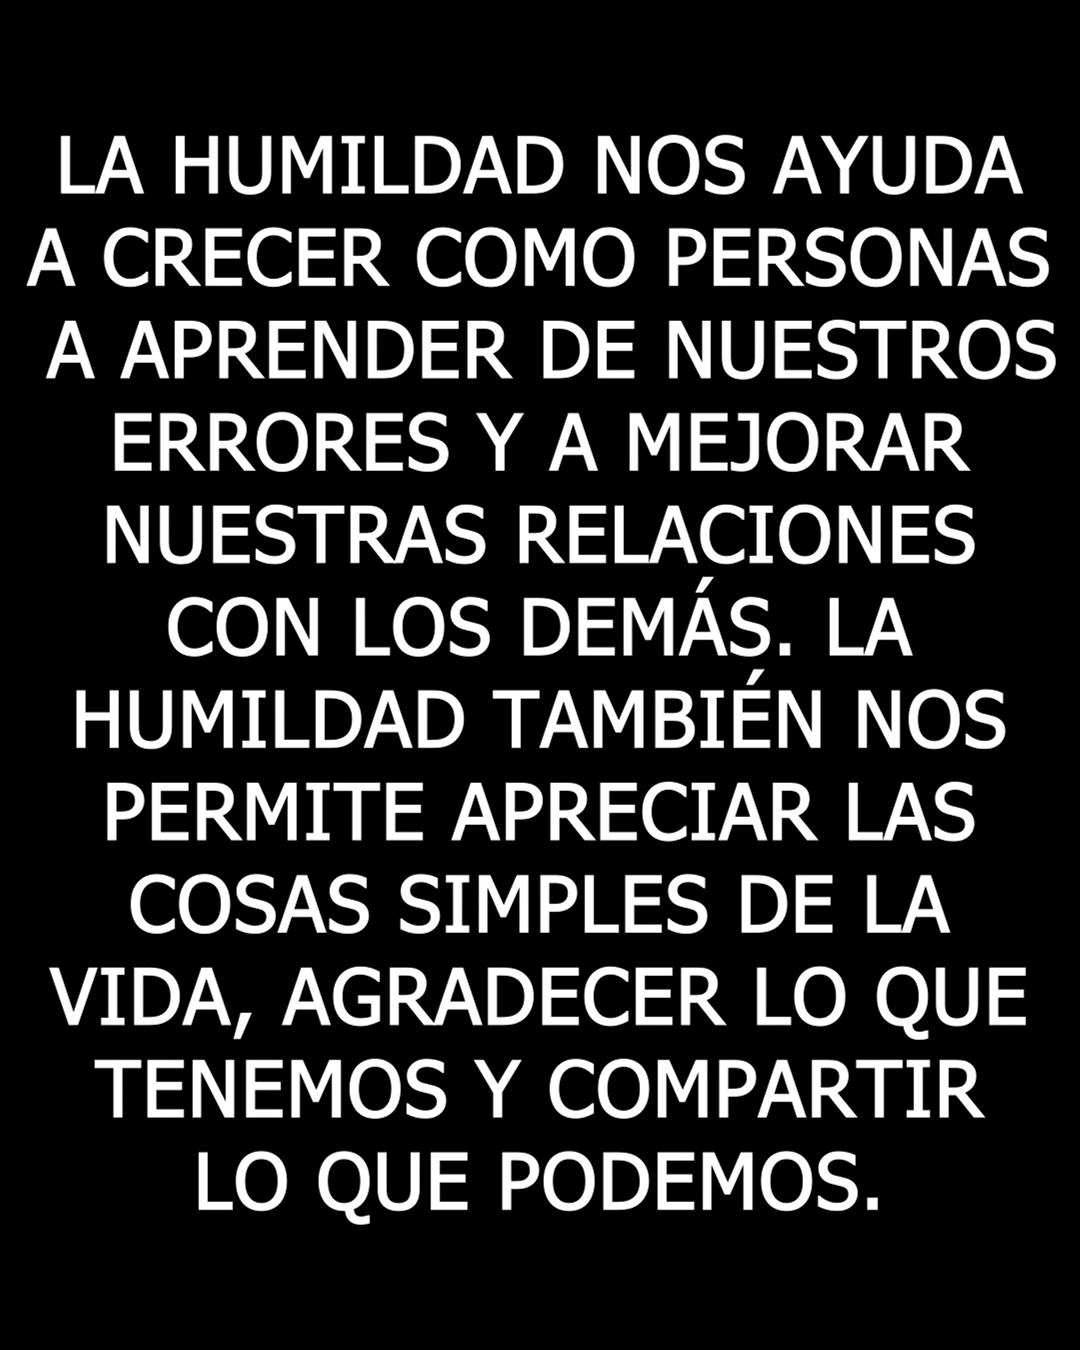 LA HUMILDAD NOS AYUDA
A CRECER COMO PERSONAS
A APRENDER DE NUESTROS
ERRORES Y A MEJORAR
NUESTRAS RELACIONES
CON LOS DEMÁS. LA
HUMILDAD TAMBIÉN NOS
PERMITE APRECIAR LAS
COSAS SIMPLES DE LA
VIDA, AGRADECER LO QUE
TENEMOS Y COMPARTIR
LO QUE PODEMOS.